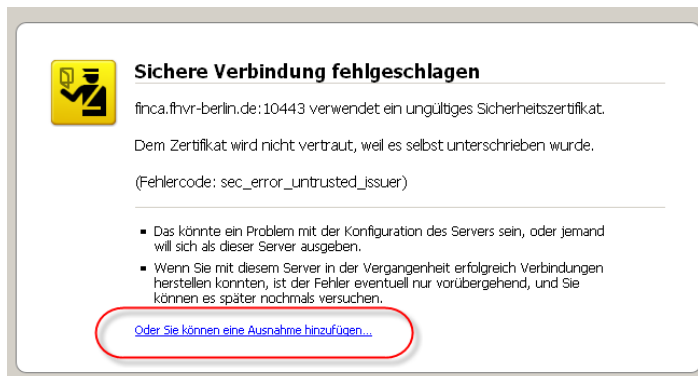 Sichere Verbindung fehlgeschlagen
finca.fhvr-berlin.de:10443 verwendet ein ungültiges Sicherheitszertifikat.
Dem Zertifikat wird nicht vertraut, weil es selbst unterschrieben wurde.
(Fehlercode: sec_error_untrusted_issuer)
▪ Das könnte ein Problem mit der Konfiguration des Servers sein, oder jemand
will sich als dieser Server ausgeben.
▪ Wenn Sie mit diesem Server in der Vergangenheit erfolgreich Verbindungen
herstellen konnten, ist der Fehler eventuell nur vorübergehend, und Sie
können es später nochmals versuchen.
Oder Sie können eine Ausnahme hinzufügen...